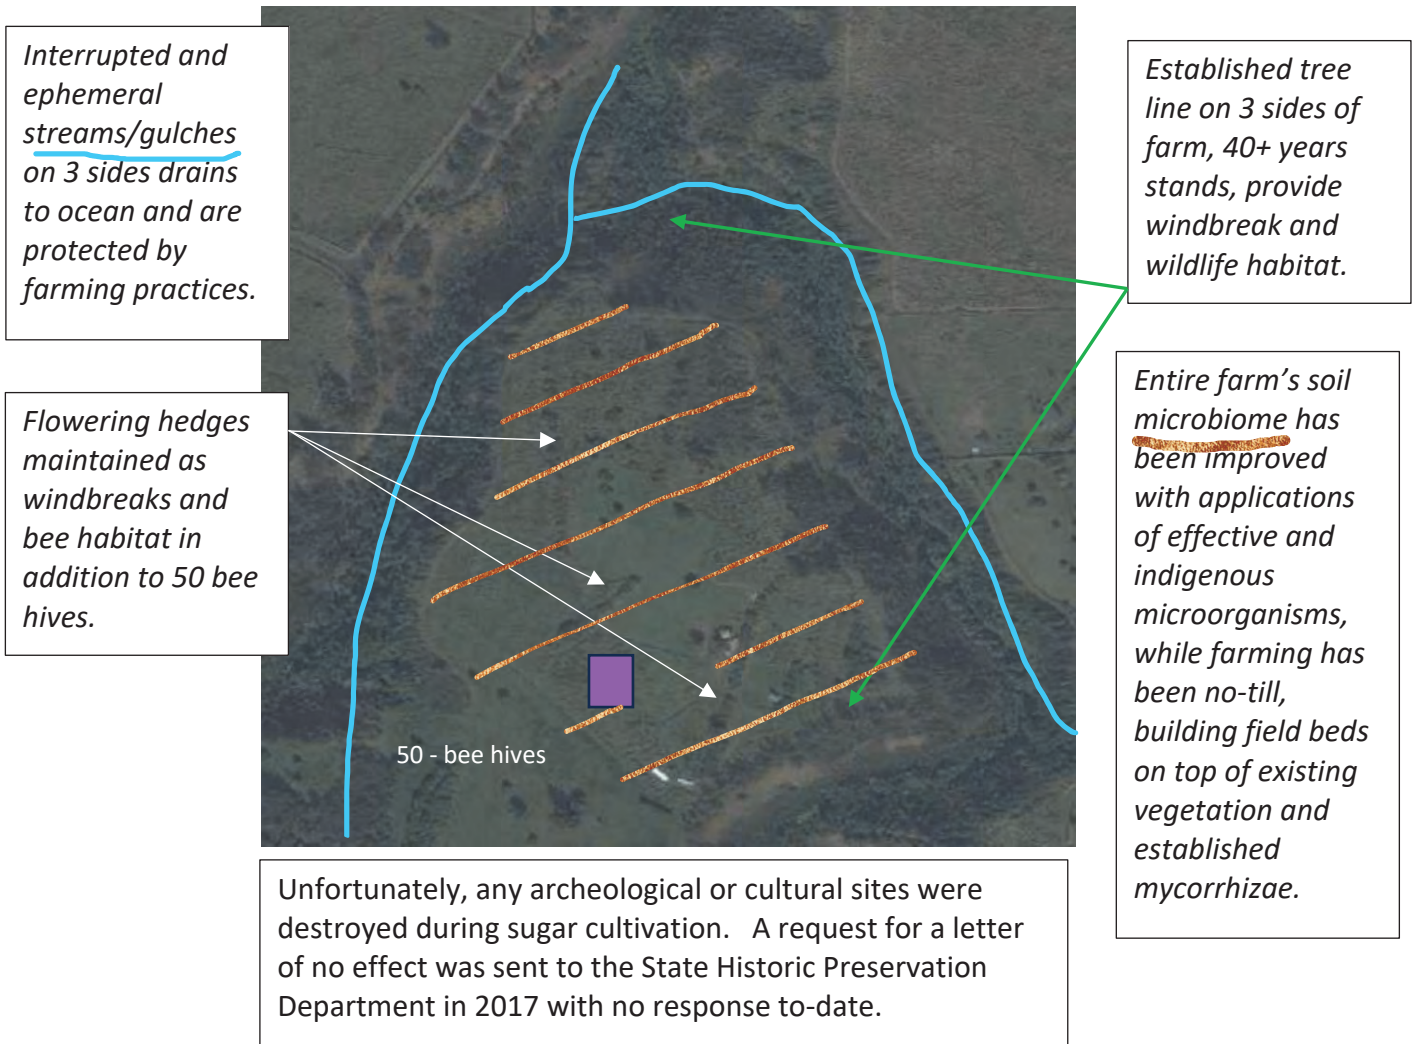 Interrupted and
ephemeral
streams/gulches
on 3 sides drains
to ocean and are
protected by
farming practices.
Flowering hedges
maintained as
windbreaks and
bee habitat in
addition to 50 bee
hives.
50 - bee hives
Established tree
line on 3 sides of
farm, 40+ years
stands, provide
windbreak and
wildlife habitat.
Entire farm’s soil
microbiome has
been improved
with applications
of effective and
indigenous
microorganisms,
while farming has
been no-till,
building field beds
on top of existing
vegetation and
established
mycorrhizae.
Unfortunately, any archeological or cultural sites were
destroyed during sugar cultivation.   A request for a letter
of no effect was sent to the State Historic Preservation
Department in 2017 with no response to-date.